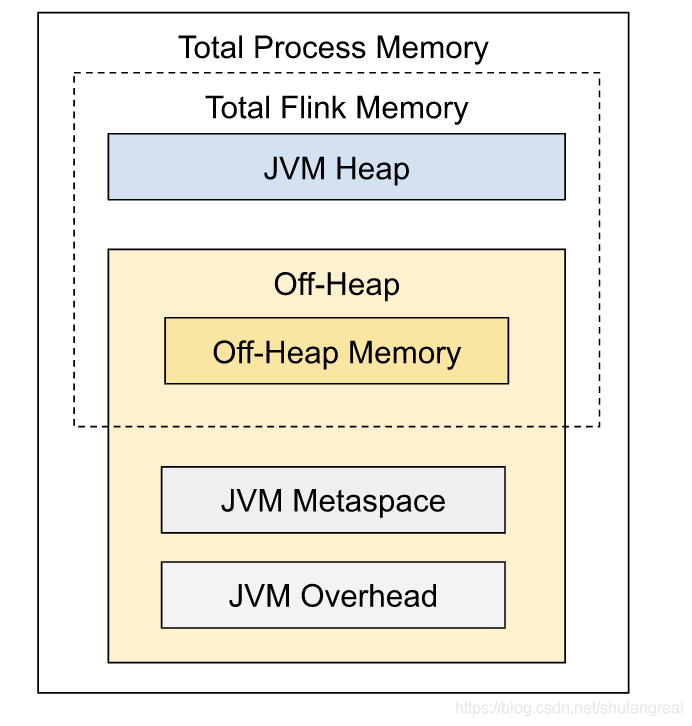 Total Process Memory
Total Flink Memory
JVM Heap
Off-Heap
Off-Heap Memory
JVM Metaspace
JVM Overhead
https://blog.csdn.net/shufangreal